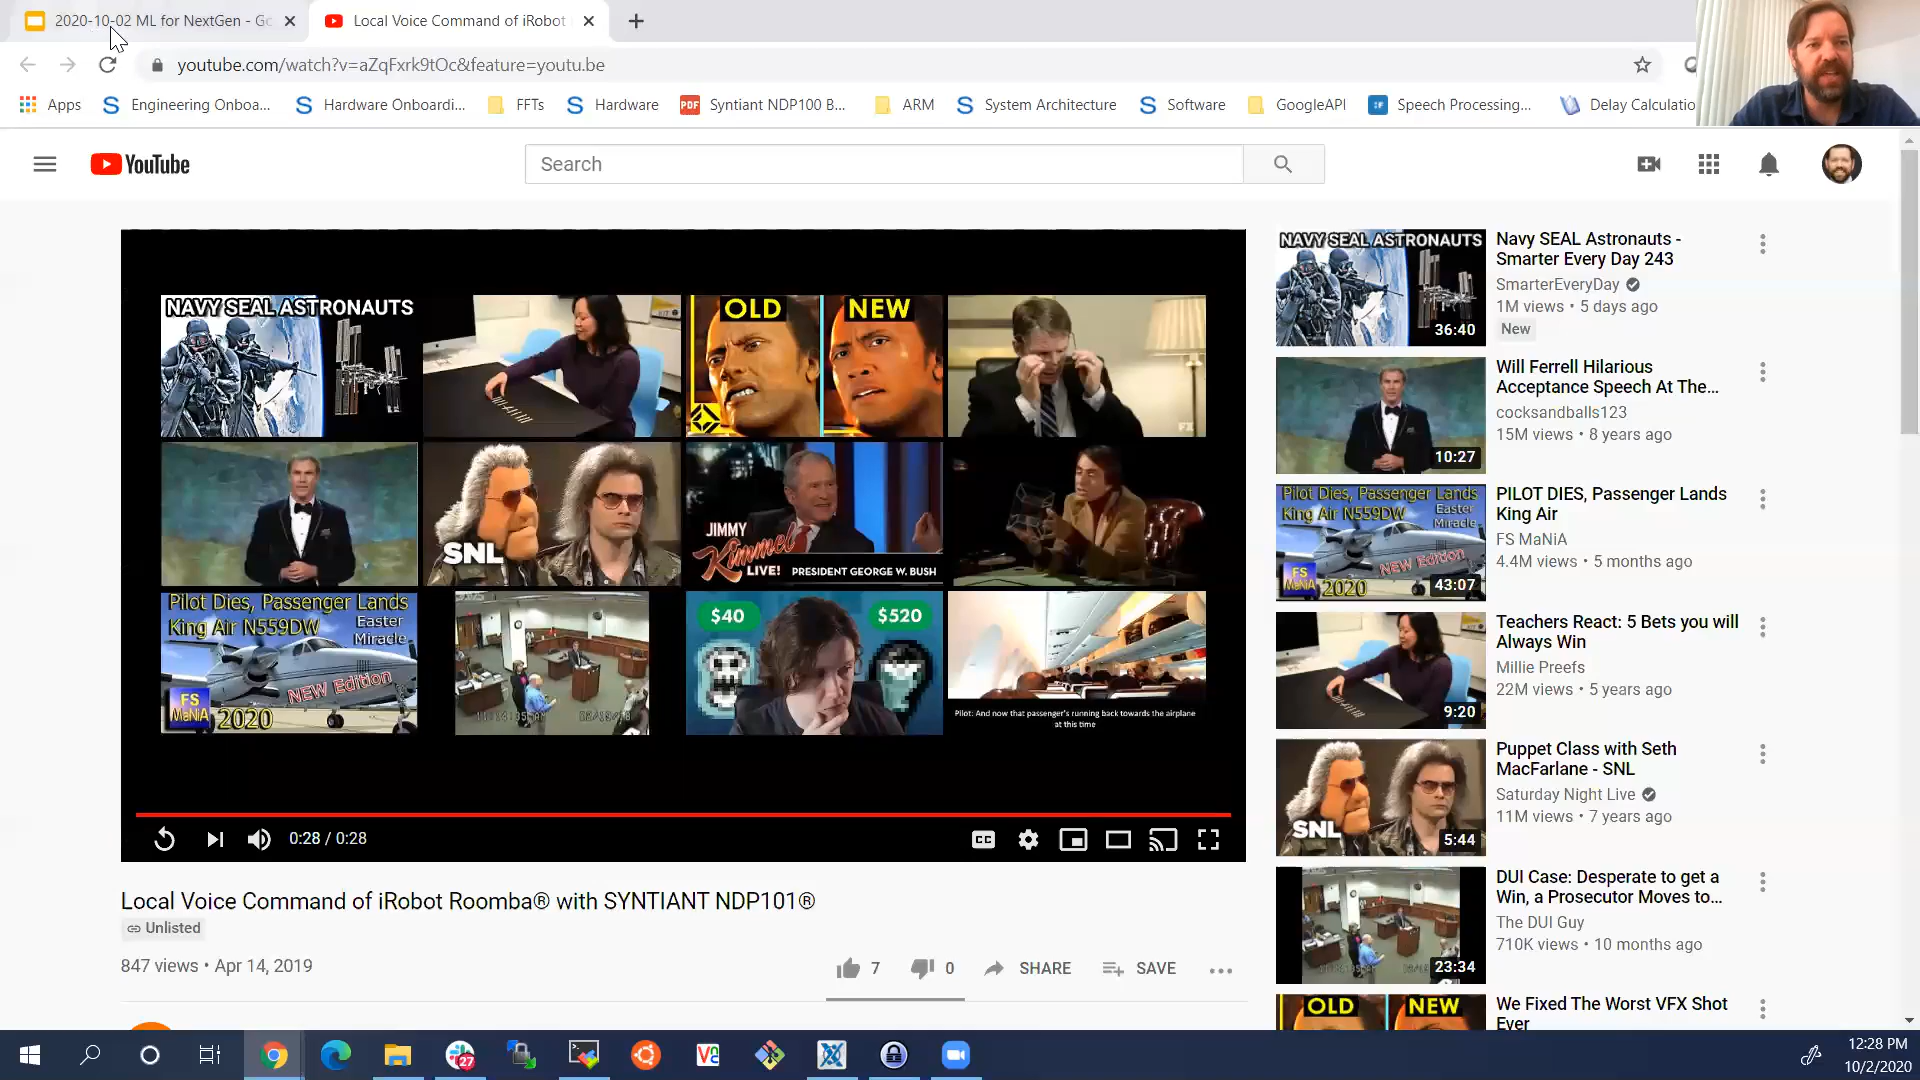 2020-10-02 ML for NextGen - Go
Local Voice Command of iRobot
youtube.com/watch?v=aZqFxrk9tOc&feature=youtu.be
Apps
Engineering Onboa...
Hardware Onboardi...
FFTs
Hardware
PDF
Syntiant NDP100 B...
ARM
System Architecture
Software
GoogleAPI
Speech Processing...
Delay Calculatio
YouTube
Search
NAVY SEAL ASTRONAUTS
OLD
NEW
FX
SNL
JIMMY
Kimmel
LIVE!
PRESIDENT GEORGE W. BUSH
Pilot Dies, Passenger Lands
King Air N559DW
Easter
Miracle
NEW Edition
FS
MaNiA
2020
$40
$520
Pilot: And now that passenger's running back towards the airplane
at this time
0:28 / 0:28
CC
Local Voice Command of iRobot Roomba® with SYNTIANT NDP101®
Unlisted
847 views • Apr 14, 2019
7
0
SHARE
SAVE
NAVY SEAL ASTRONAUTS
36:40
Navy SEAL Astronauts -
Smarter Every Day 243
SmarterEveryDay
1M views • 5 days ago
New
10:27
Will Ferrell Hilarious
Acceptance Speech At The...
cocksandballs123
15M views • 8 years ago
Pilot Dies, Passenger Lands
King Air N559DW
Easter
Miracle
NEW Edition
FS
MaNiA
2020
43:07
PILOT DIES, Passenger Lands
King Air
FS MaNiA
4.4M views • 5 months ago
9:20
Teachers React: 5 Bets you will
Always Win
Millie Preefs
22M views • 5 years ago
SNL
5:44
Puppet Class with Seth
MacFarlane - SNL
Saturday Night Live
11M views • 7 years ago
23:34
DUI Case: Desperate to get a
Win, a Prosecutor Moves to...
The DUI Guy
710K views • 10 months ago
OLD
NEW
We Fixed The Worst VFX Shot
Ever
27
12:28 PM
10/2/2020